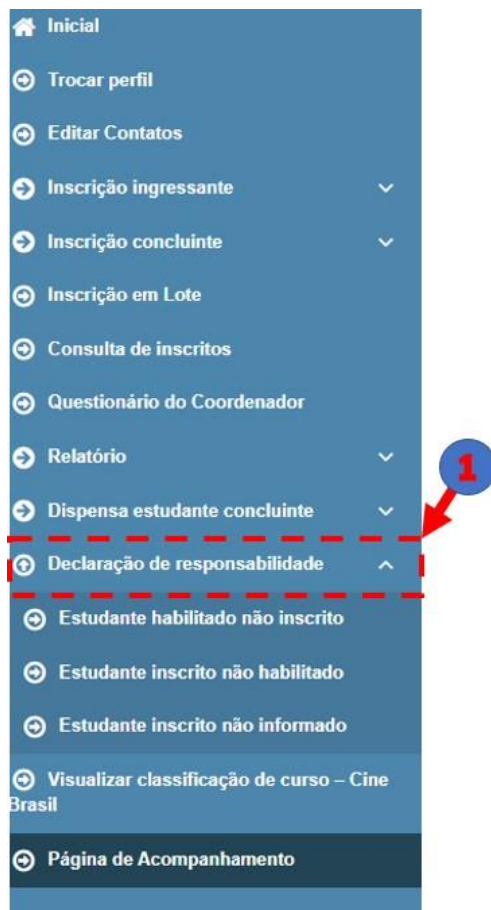 Inicial
Trocar perfil
Editar Contatos
Inscrição ingressante
Inscrição concluinte
Inscrição em Lote
Consulta de inscritos
Questionário do Coordenador
Relatório
1
Dispensa estudante concluinte
Declaração de responsabilidade
Estudante habilitado não inscrito
Estudante inscrito não habilitado
Estudante inscrito não informado
Visualizar classificação de curso – Cine
Brasil
Página de Acompanhamento